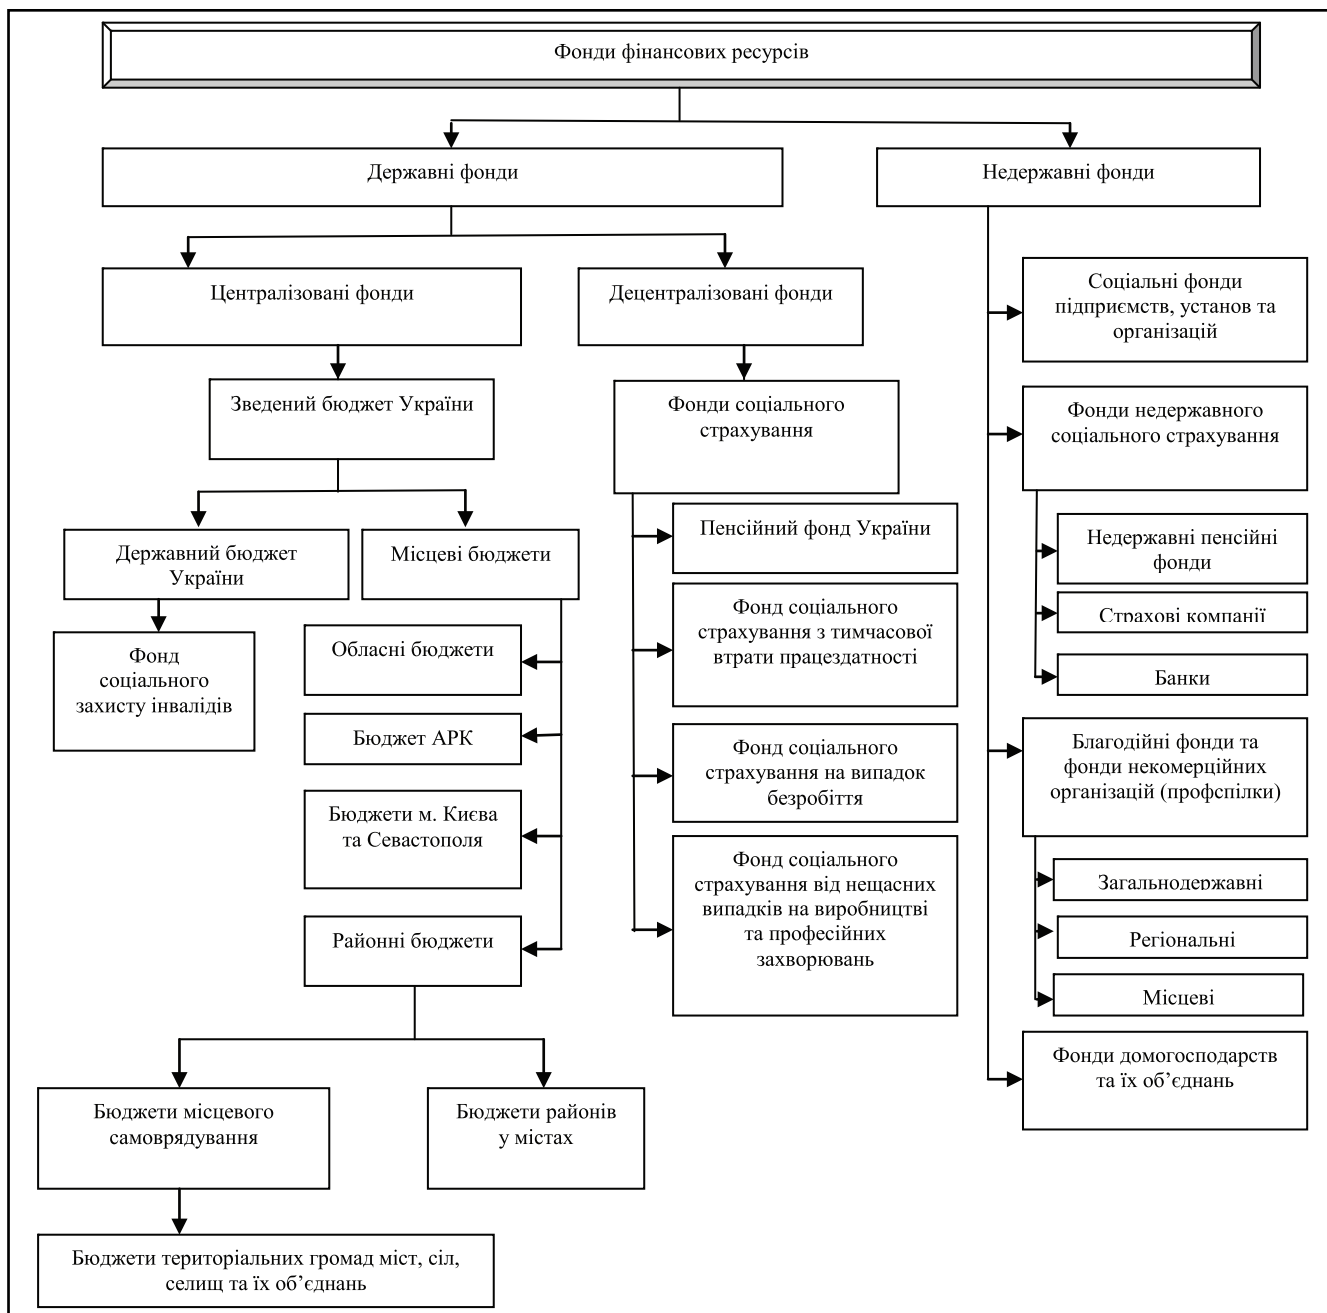 Фонди фінансових ресурсів
Державні фонди
Недержавні фонди
Централізовані фонди
Децентралізовані фонди
Соціальні фонди
підприємств, установ та
організацій
Зведений бюджет України
Фонди соціального
страхування
Фонди недержавного
соціального страхування
Державний бюджет
України
Місцеві бюджети
Пенсійний фонд України
Недержавні пенсійні
фонди
Страхові компанії
Банки
Фонд
соціального
захисту інвалідів
Обласні бюджети
Бюджет АРК
Бюджети м. Києва
та Севастополя
Районні бюджети
Фонд соціального
страхування з тимчасової
втрати працездатності
Фонд соціального
страхування на випадок
безробіття
Фонд соціального
страхування від нещасних
випадків на виробництві
та професійних
захворювань
Благодійні фонди та
фонди некомерційних
організацій (профспілки)
Загальнодержавні
Регіональні
Місцеві
Фонди домогосподарств
та їх об’єднань
Бюджети місцевого
самоврядування
Бюджети районів
у містах
Бюджети територіальних громад міст, сіл,
селищ та їх об’єднань